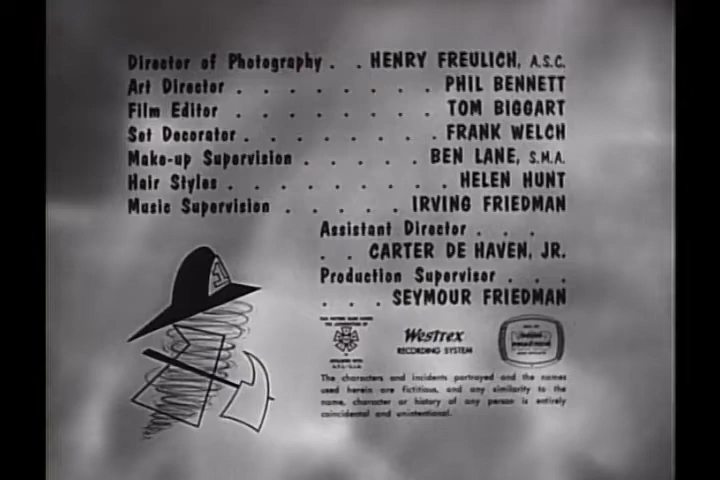 Director of Photography . . HENRY FREULICH, A.S.C.
Art Director . . . . . . . . PHIL BENNETT
Film Editor . . . . . . . . TOM BIGGART
Set Decorator . . . . . . . . FRANK WELCH
Make-up Supervision . . . . . BEN LANE, S.M.A.
Hair Styles . . . . . . . . . HELEN HUNT
Music Supervision . . . . . IRVING FRIEDMAN
Assistant Director . . .
. . CARTER DE HAVEN, JR.
Production Supervisor . . .
. . . SEYMOUR FRIEDMAN
1
Westrex
RECORDING SYSTEM
The characters and incidents portrayed and the names
used herein are fictitious, and any similarity to the
name, character or history of any person is entirely
coincidental and unintentional.